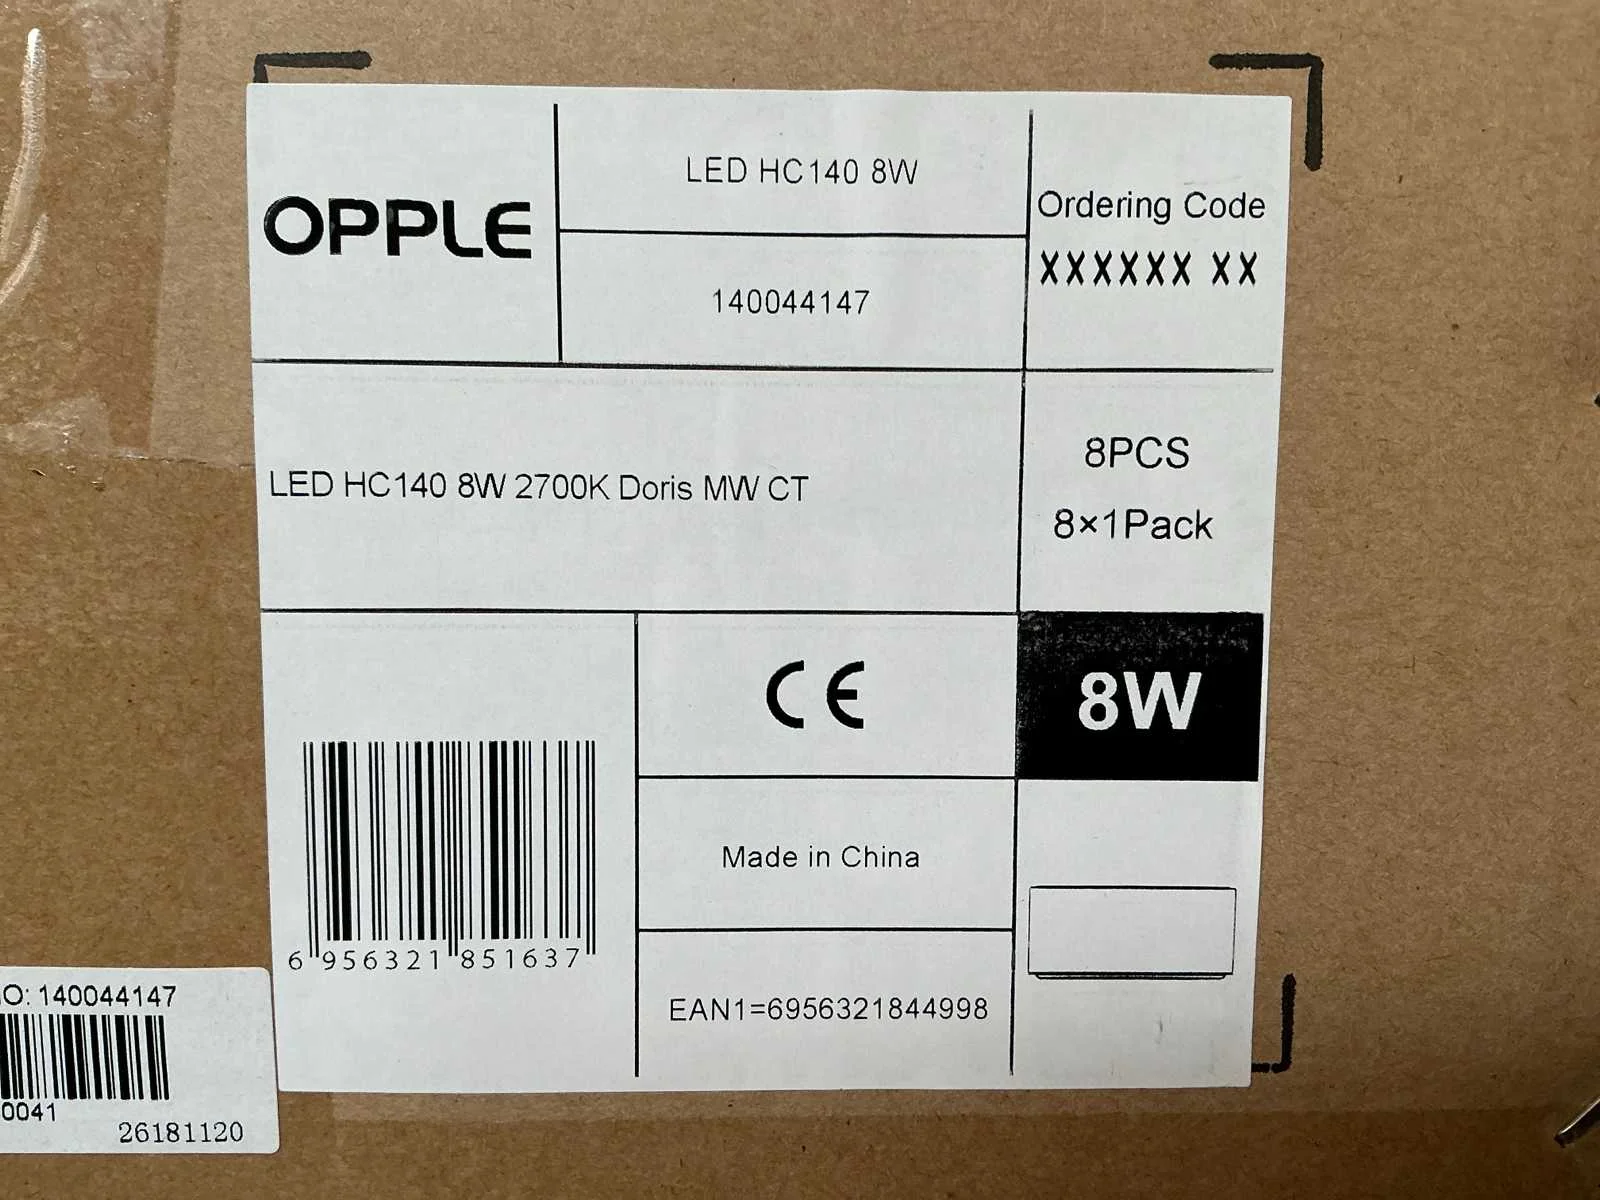 OPPLE
LED HC140 8W
140044147
Ordering Code
XXXXXX XX
LED HC140 8W 2700K Doris MW CT
8PCS
8×1Pack
CE
8W
6 956321 851637
Made in China
EAN1=6956321844998
O: 140044147
0041
26181120